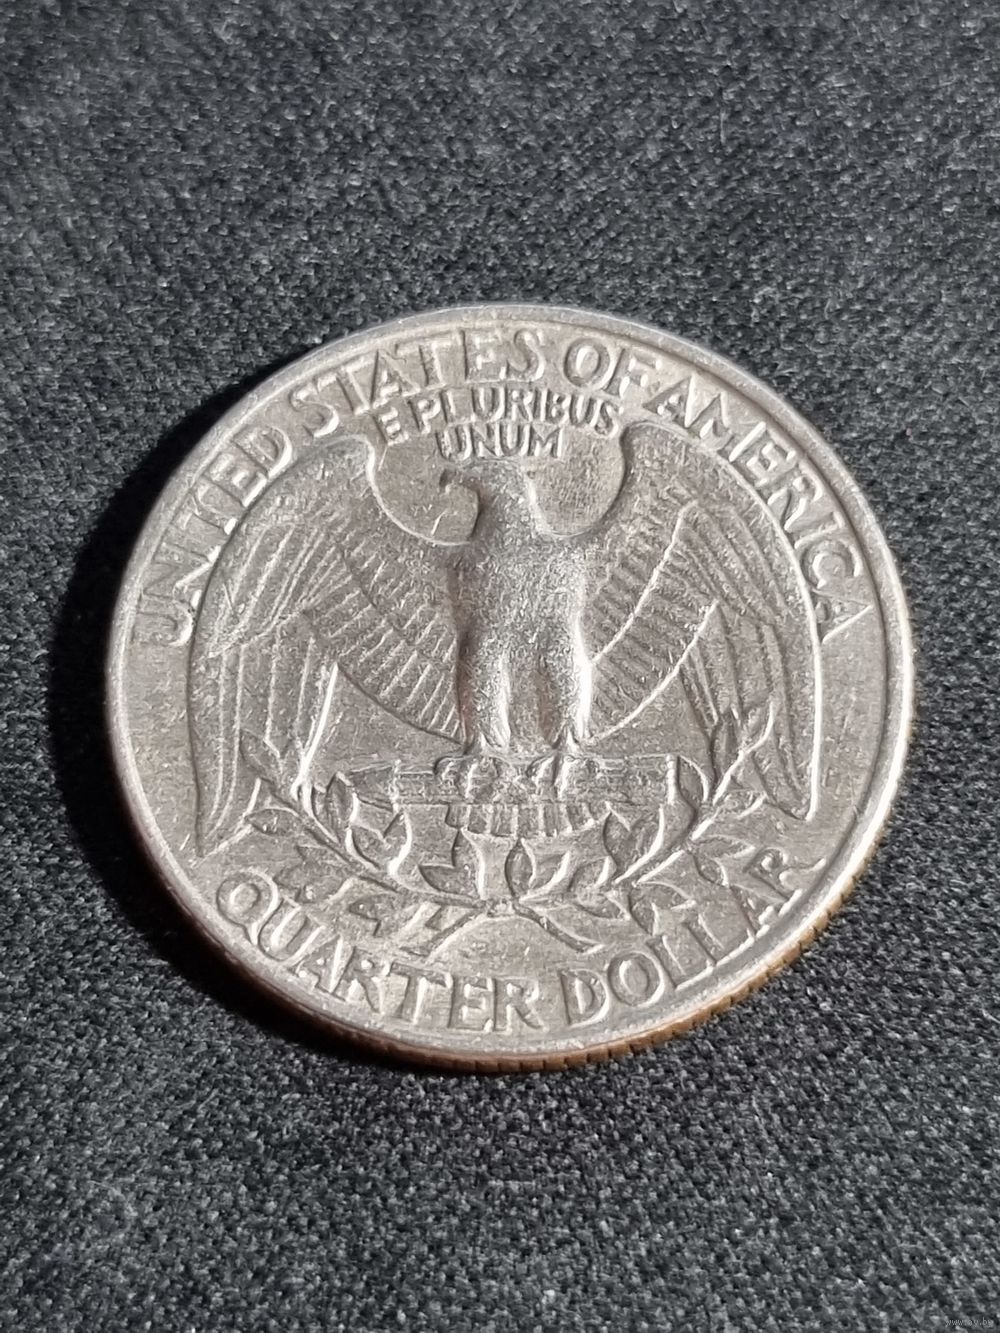 UNITED STATES OF AMERICA
E PLURIBUS
UNUM
QUARTER DOLLAR